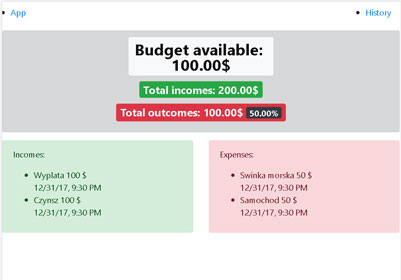 App
History
Budget available:
100.00$
Total incomes: 200.00$
Total outcomes: 100.00$ 50.00%
Incomes:
Wyplata 100 $
12/31/17, 9:30 PM
Czynsz 100 $
12/31/17, 9:30 PM
Expenses:
Swinka morska 50 $
12/31/17, 9:30 PM
Samochod 50 $
12/31/17, 9:30 PM